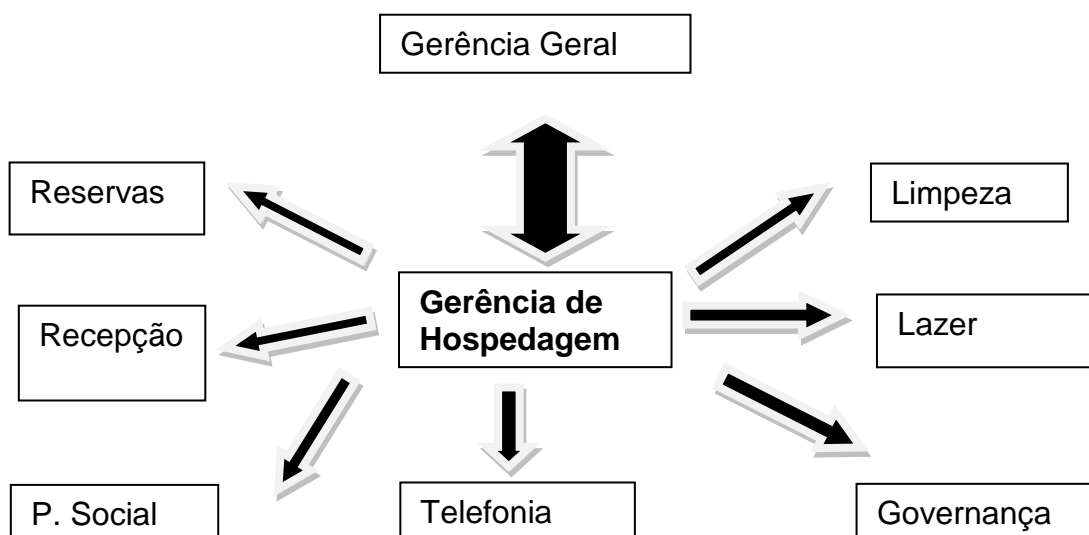 Gerência Geral
Reservas
Limpeza
Gerência de
Hospedagem
Recepção
Lazer
P. Social
Telefonia
Governança